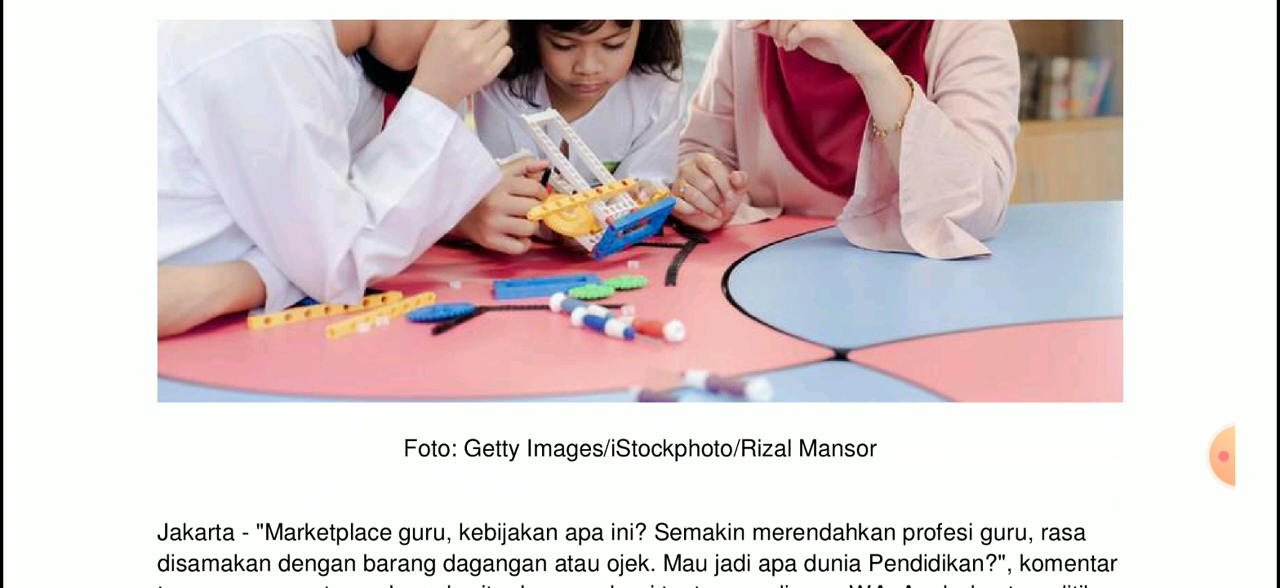 Foto: Getty Images/iStockphoto/Rizal Mansor
Jakarta - "Marketplace guru, kebijakan apa ini? Semakin merendahkan profesi guru, rasa
disamakan dengan barang dagangan atau ojek. Mau jadi apa dunia Pendidikan?", komentar